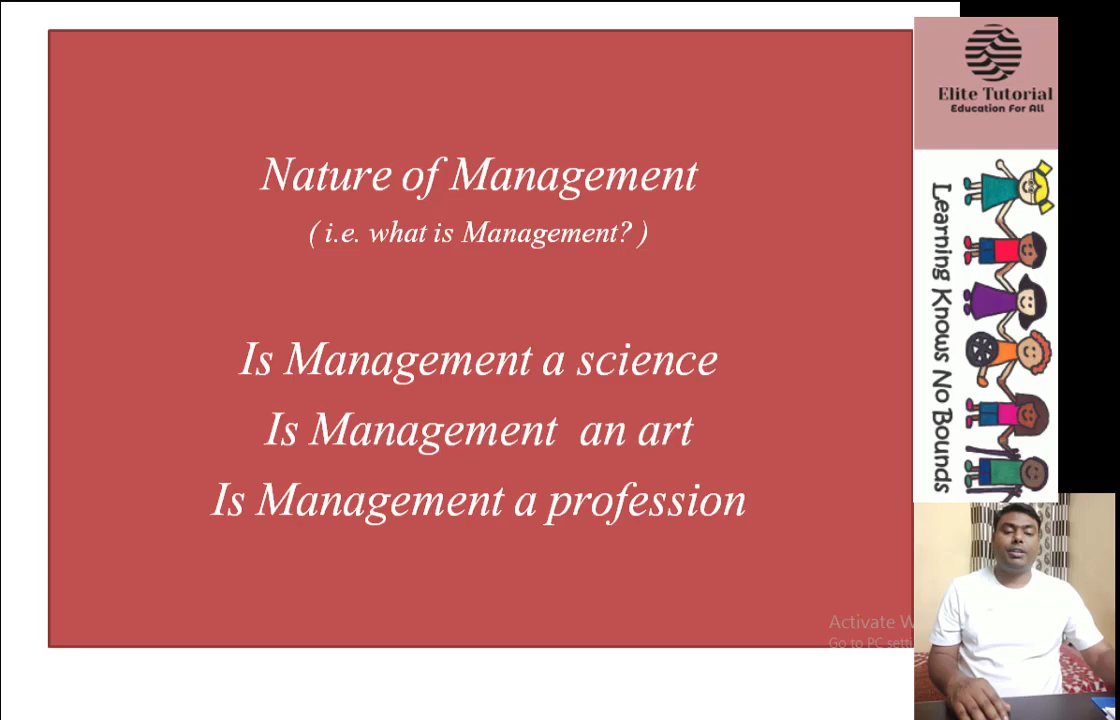 Nature of Management
( i.e. what is Management? )
Is Management a science
Is Management an art
Is Management a profession
Elite Tutorial
Education For All
Learning Knows No Bounds
Activate W
Go to PC setti